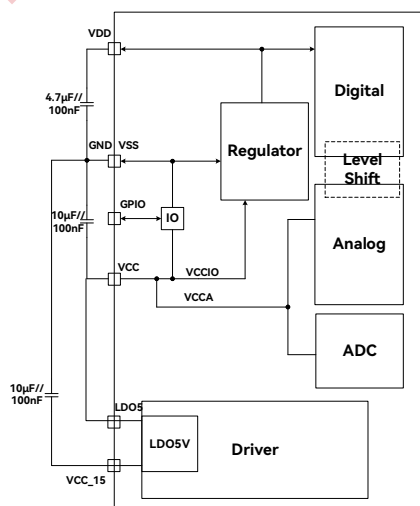 VDD
4.7μF//
100nF
Digital
GND VSS
Regulator
Level
Shift
GPIO
IO
10μF//
100nF
Analog
VCC
VCCIO
VCCA
ADC
10μF//
100nF
LDO5
LDO5V
Driver
VCC_15